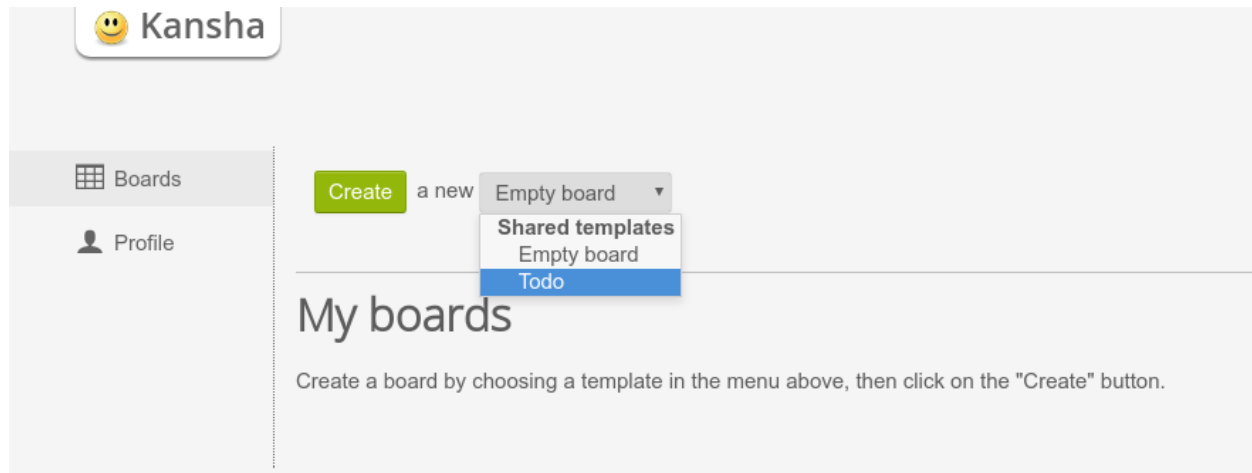 Kansha
Boards
Profile
Create a new Empty board
Shared templates
Empty board
Todo
My boards
Create a board by choosing a template in the menu above, then click on the "Create" button.